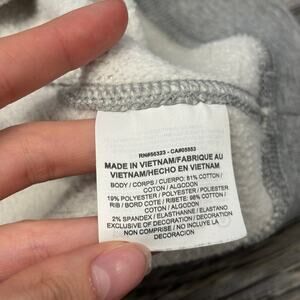 RN#56323 - CA#05553
MADE IN VIETNAM/FABRIQUE AU
VIETNAM/HECHO EN VIETNAM
BODY / CORPS / CUERPO: 81% COTTON /
COTON / ALGODON
19% POLYESTER / POLYESTER / POLIESTER
RIB / BORD COTE / RIBETE: 98% COTTON /
COTON / ALGODON
2% SPANDEX / ELASTHANNE / ELASTANO
EXCLUSIVE OF DECORATION / DECORATION
NON COMPRISE / NO INCLUYE LA
DECORACION